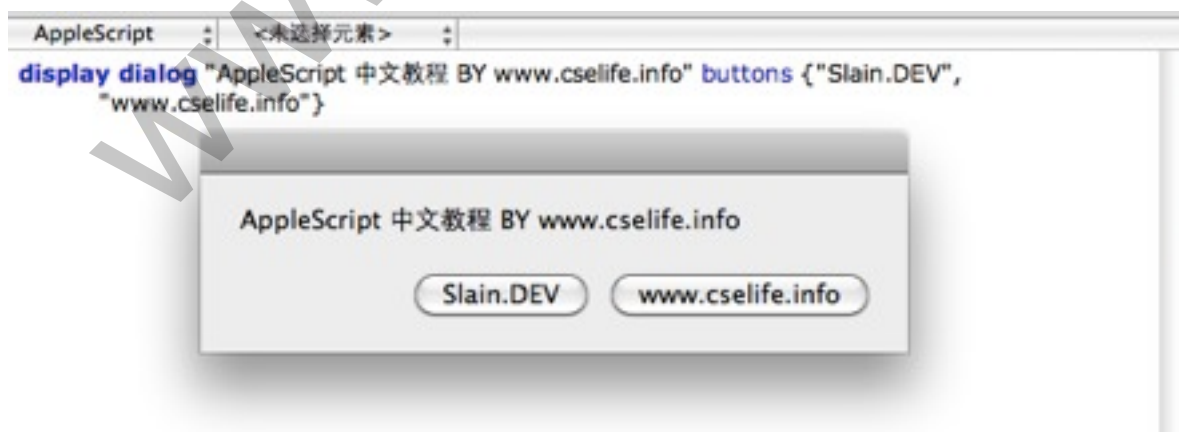 AppleScript <未选择元素>
display dialog "AppleScript 中文教程 BY www.cselife.info" buttons {"Slain.DEV",
"www.cselife.info"}
AppleScript 中文教程 BY www.cselife.info
Slain.DEV www.cselife.info